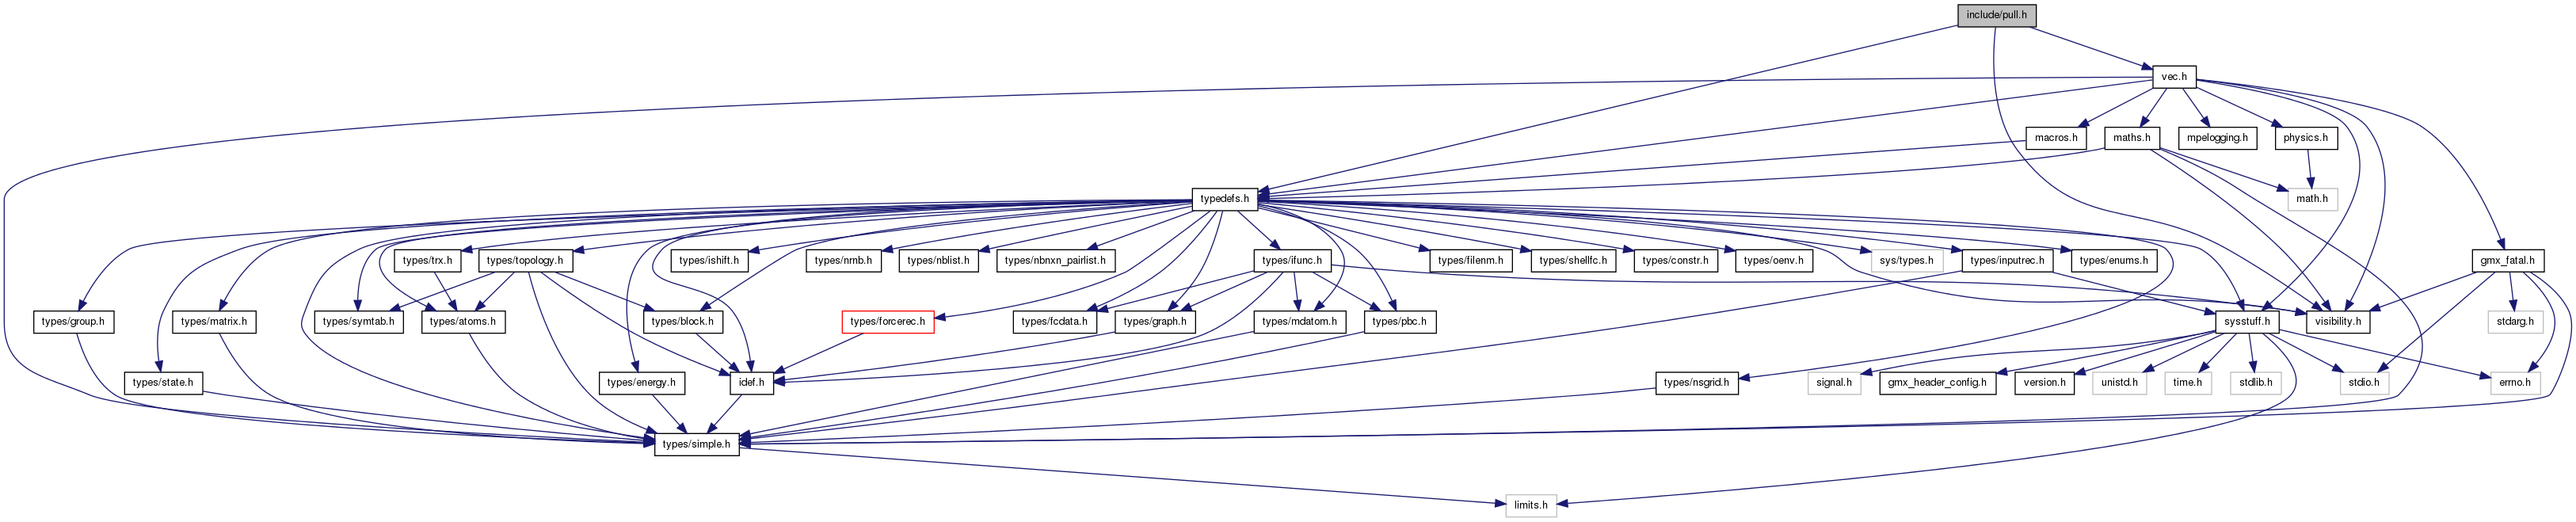 include/pull.h
vec.h
macros.h
maths.h
mpelogging.h
physics.h
typedefs.h
math.h
types/trx.h
types/topology.h
types/ishift.h
types/nrnb.h
types/nblist.h
types/nbnxn_pairlist.h
types/ifunc.h
types/filenm.h
types/shellfc.h
types/constr.h
types/oenv.h
sys/types.h
types/inputrec.h
types/enums.h
gmx_fatal.h
types/group.h
types/matrix.h
types/symtab.h
types/atoms.h
types/block.h
types/forcerec.h
types/fcdata.h
types/graph.h
types/mdatom.h
types/pbc.h
sysstuff.h
visibility.h
stdarg.h
types/state.h
types/energy.h
idef.h
types/nsgrid.h
signal.h
gmx_header_config.h
version.h
unistd.h
time.h
stdlib.h
stdio.h
errno.h
types/simple.h
limits.h